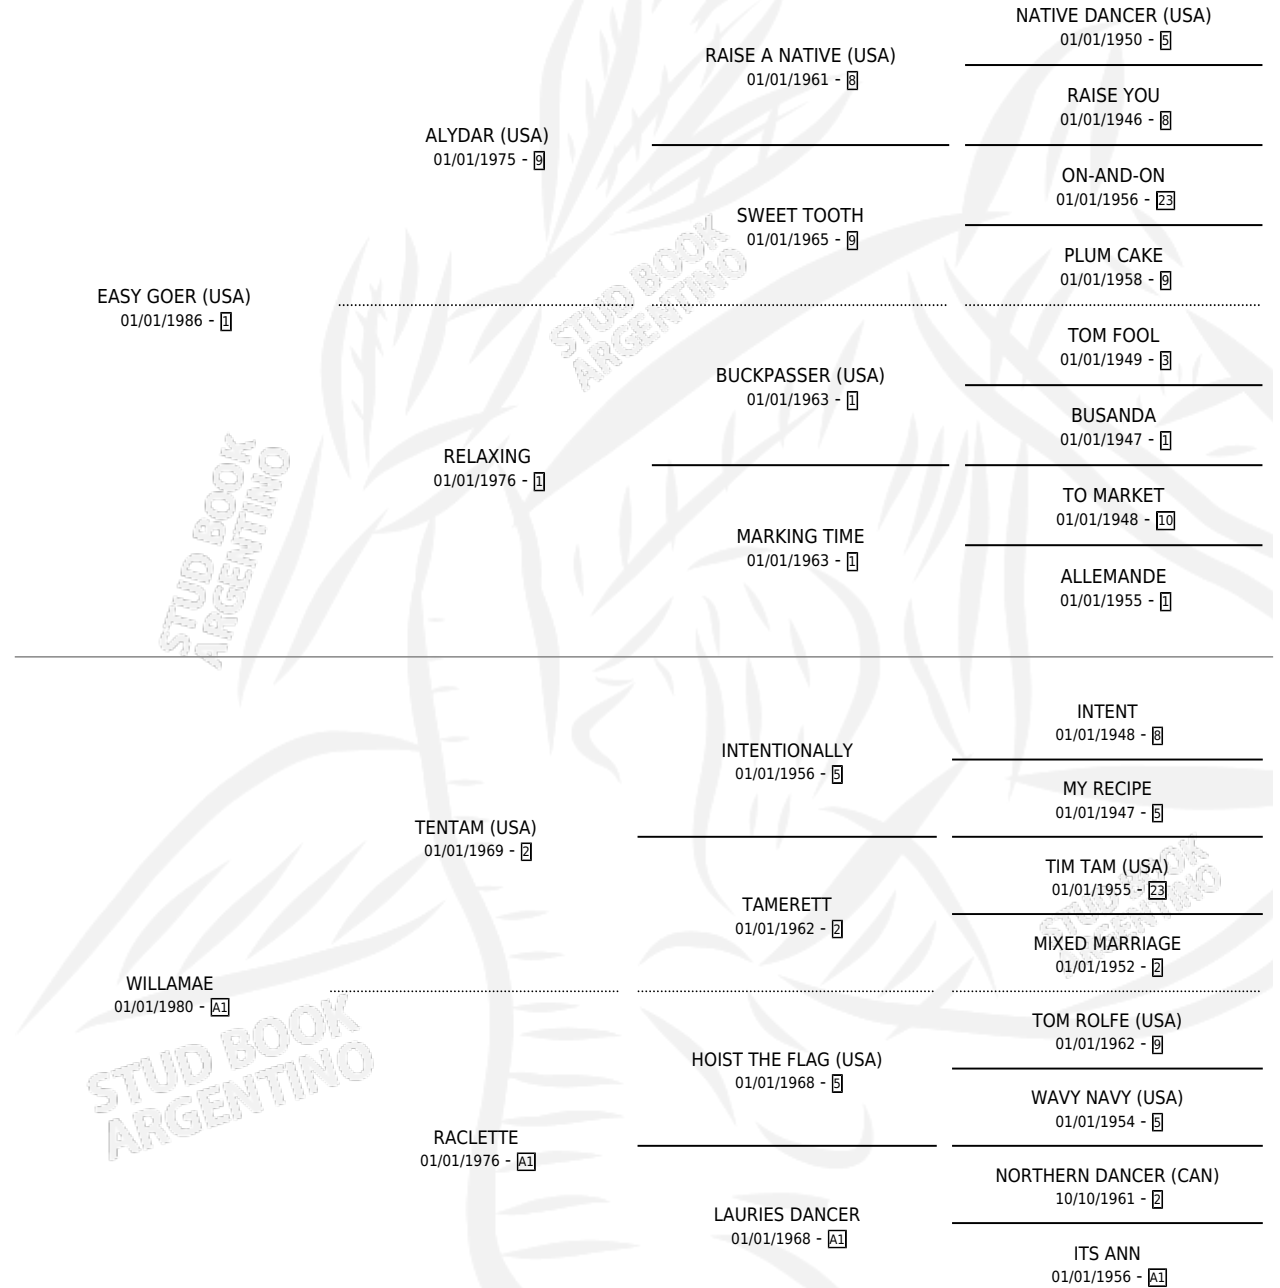 NATIVE DANCER (USA)
01/01/1950 - 5
RAISE A NATIVE (USA)
01/01/1961 - 8
RAISE YOU
01/01/1946 - 8
ALYDAR (USA)
01/01/1975 - 9
ON-AND-ON
01/01/1956 - 23
SWEET TOOTH
01/01/1965 - 9
PLUM CAKE
01/01/1958 - 9
EASY GOER (USA)
01/01/1986 - 1
STUD BOOK
ARGENTINO
TOM FOOL
01/01/1949 - 3
BUCKPASSER (USA)
01/01/1963 - 1
BUSANDA
01/01/1947 - 1
RELAXING
01/01/1976 - 1
STUD BOOK
ARGENTINO
TO MARKET
01/01/1948 - 10
MARKING TIME
01/01/1963 - 1
ALLEMANDE
01/01/1955 - 1
INTENT
01/01/1948 - 8
INTENTIONALLY
01/01/1956 - 5
MY RECIPE
01/01/1947 - 5
TENTAM (USA)
01/01/1969 - 2
TIM TAM (USA)
01/01/1955 - 23
STUD BOOK
ARGENTINO
TAMERETT
01/01/1962 - 2
MIXED MARRIAGE
01/01/1952 - 2
WILLAMAE
01/01/1980 - A1
STUD BOOK
ARGENTINO
TOM ROLFE (USA)
01/01/1962 - 9
HOIST THE FLAG (USA)
01/01/1968 - 5
WAVY NAVY (USA)
01/01/1954 - 5
RACLETTE
01/01/1976 - A1
NORTHERN DANCER (CAN)
10/10/1961 - 2
LAURIES DANCER
01/01/1968 - A1
ITS ANN
01/01/1956 - A1